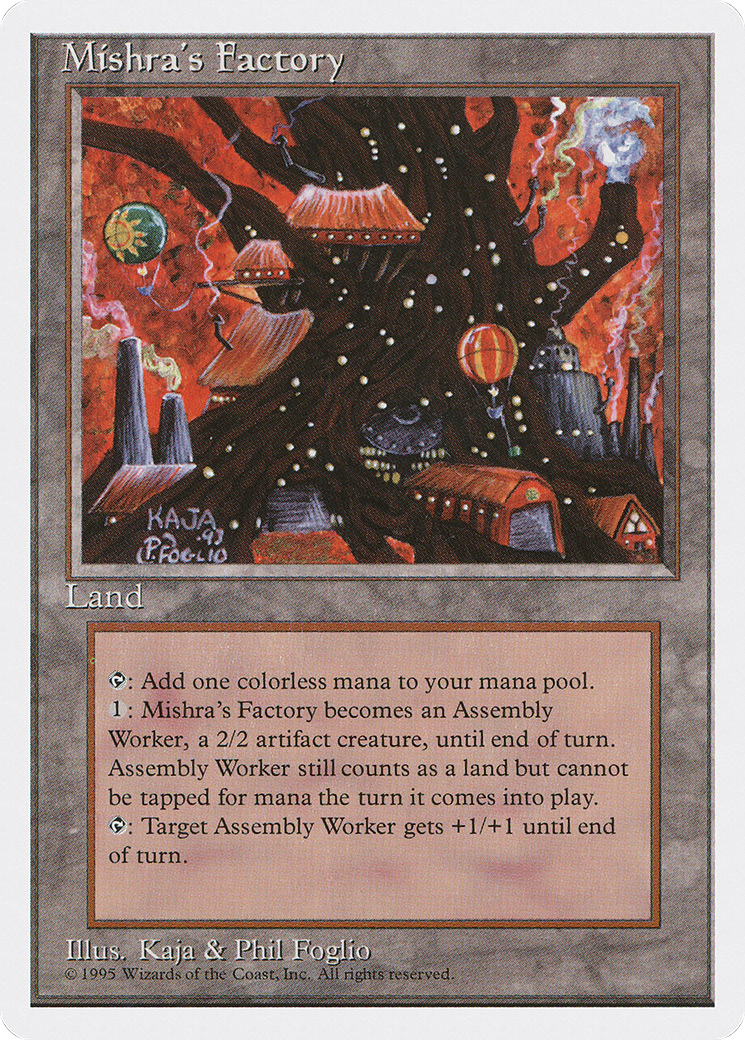 Mishra's Factory
KAJA
& '93
P. FOGLIO
Land
: Add one colorless mana to your mana pool.
1: Mishra's Factory becomes an Assembly
Worker, a 2/2 artifact creature, until end of turn.
Assembly Worker still counts as a land but cannot
be tapped for mana the turn it comes into play.
: Target Assembly Worker gets +1/+1 until end
of turn.
Illus. Kaja & Phil Foglio
© 1995 Wizards of the Coast, Inc. All rights reserved.